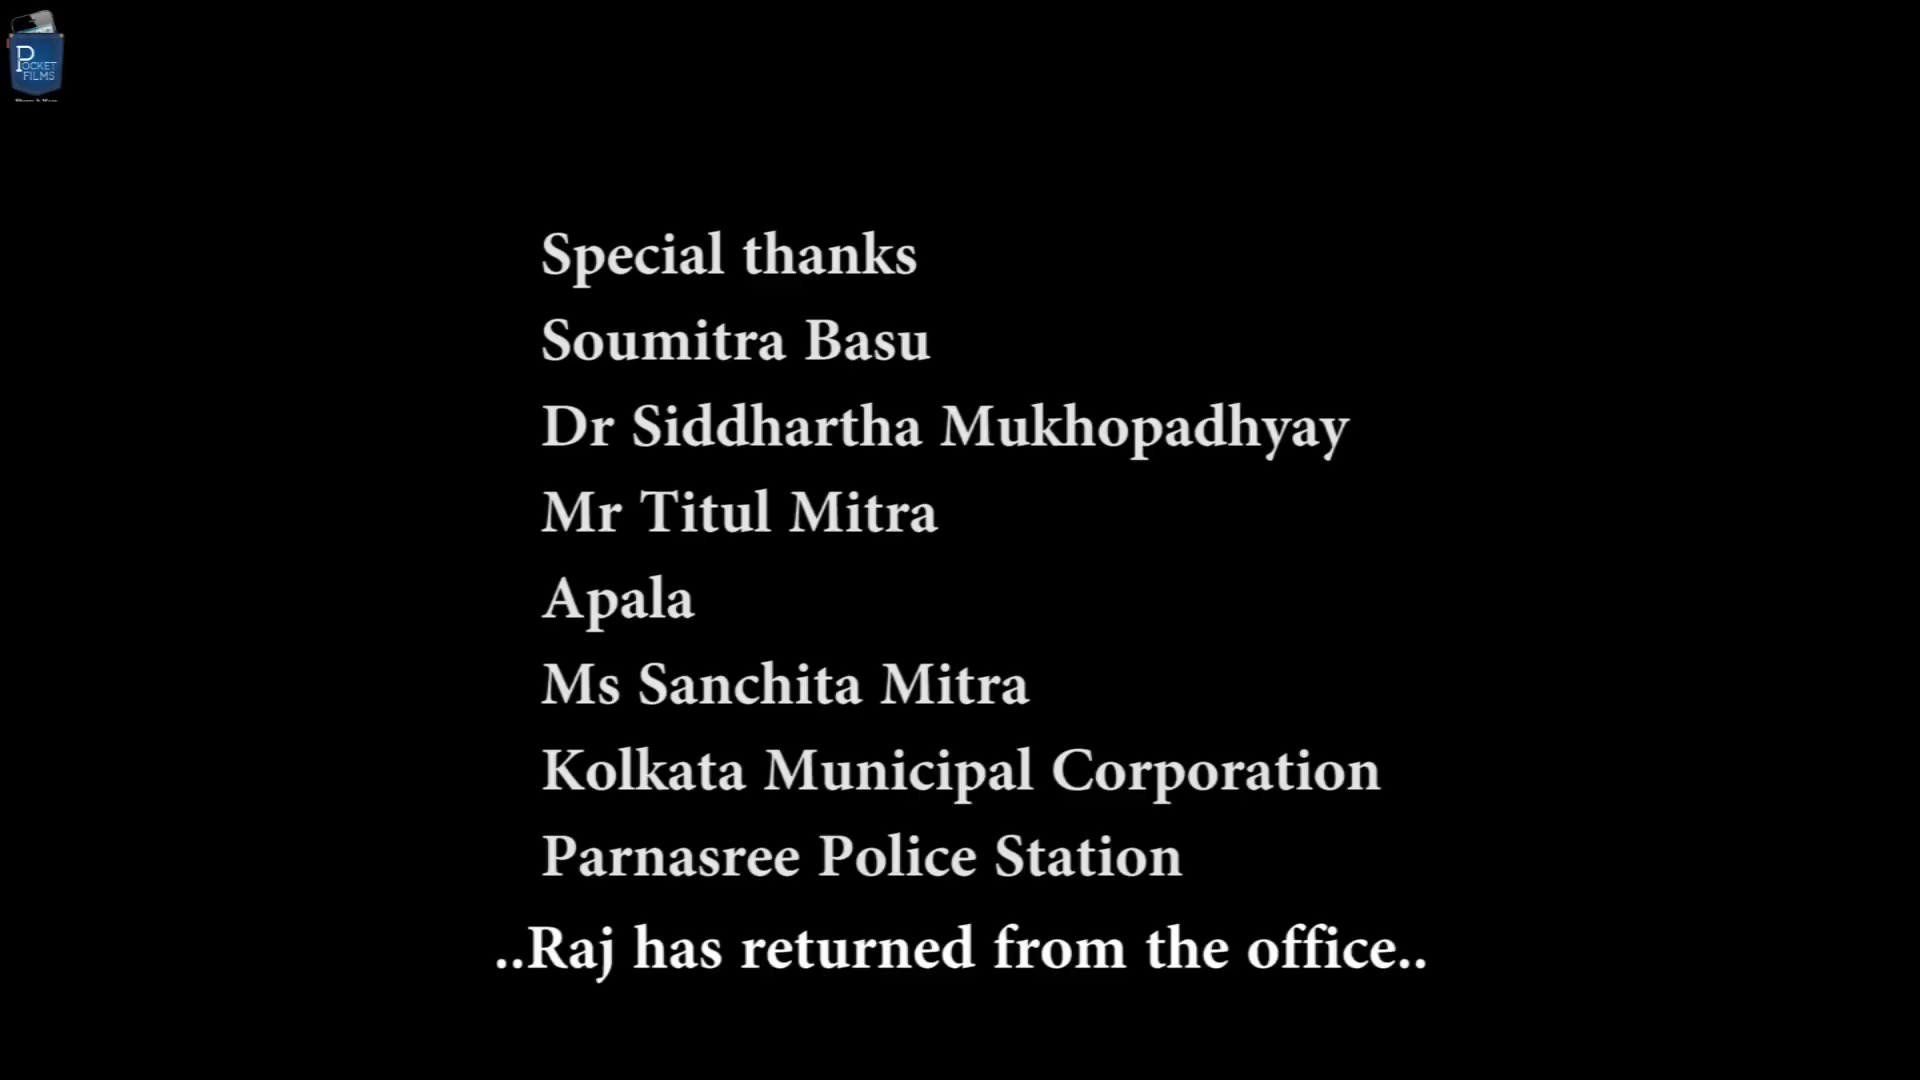 POCKET
FILMS
Special thanks
Soumitra Basu
Dr Siddhartha Mukhopadhyay
Mr Titul Mitra
Apala
Ms Sanchita Mitra
Kolkata Municipal Corporation
Parnasree Police Station
..Raj has returned from the office..